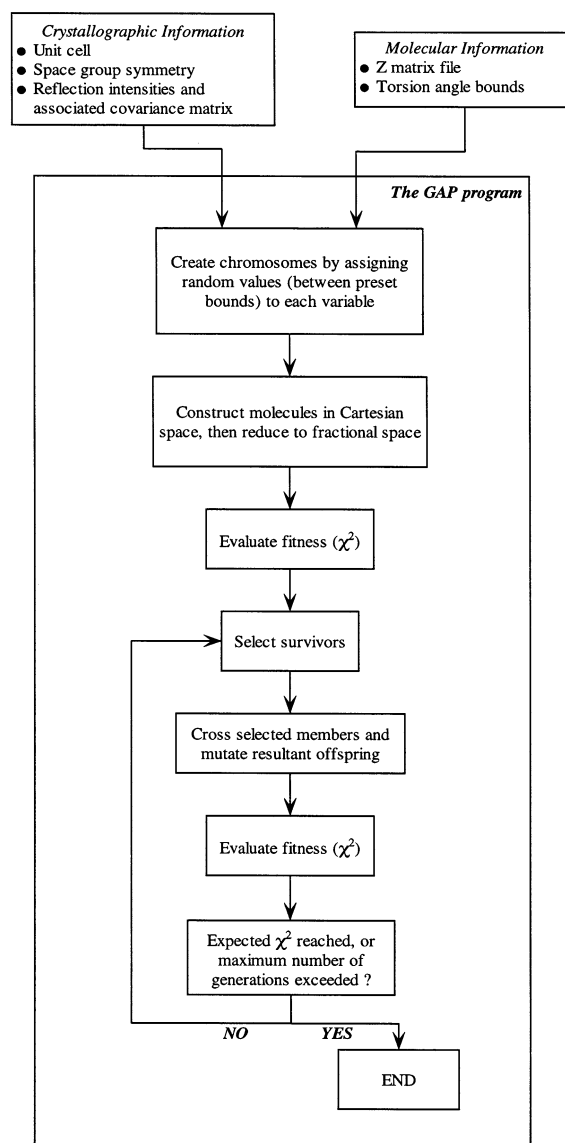 Crystallographic Information
● Unit cell
● Space group symmetry
● Reflection intensities and
associated covariance matrix
Molecular Information
● Z matrix file
● Torsion angle bounds
The GAP program
Create chromosomes by assigning
random values (between preset
bounds) to each variable
Construct molecules in Cartesian
space, then reduce to fractional space
Evaluate fitness (χ²)
Select survivors
Cross selected members and
mutate resultant offspring
Evaluate fitness (χ²)
Expected χ² reached, or
maximum number of
generations exceeded ?
NO YES
END